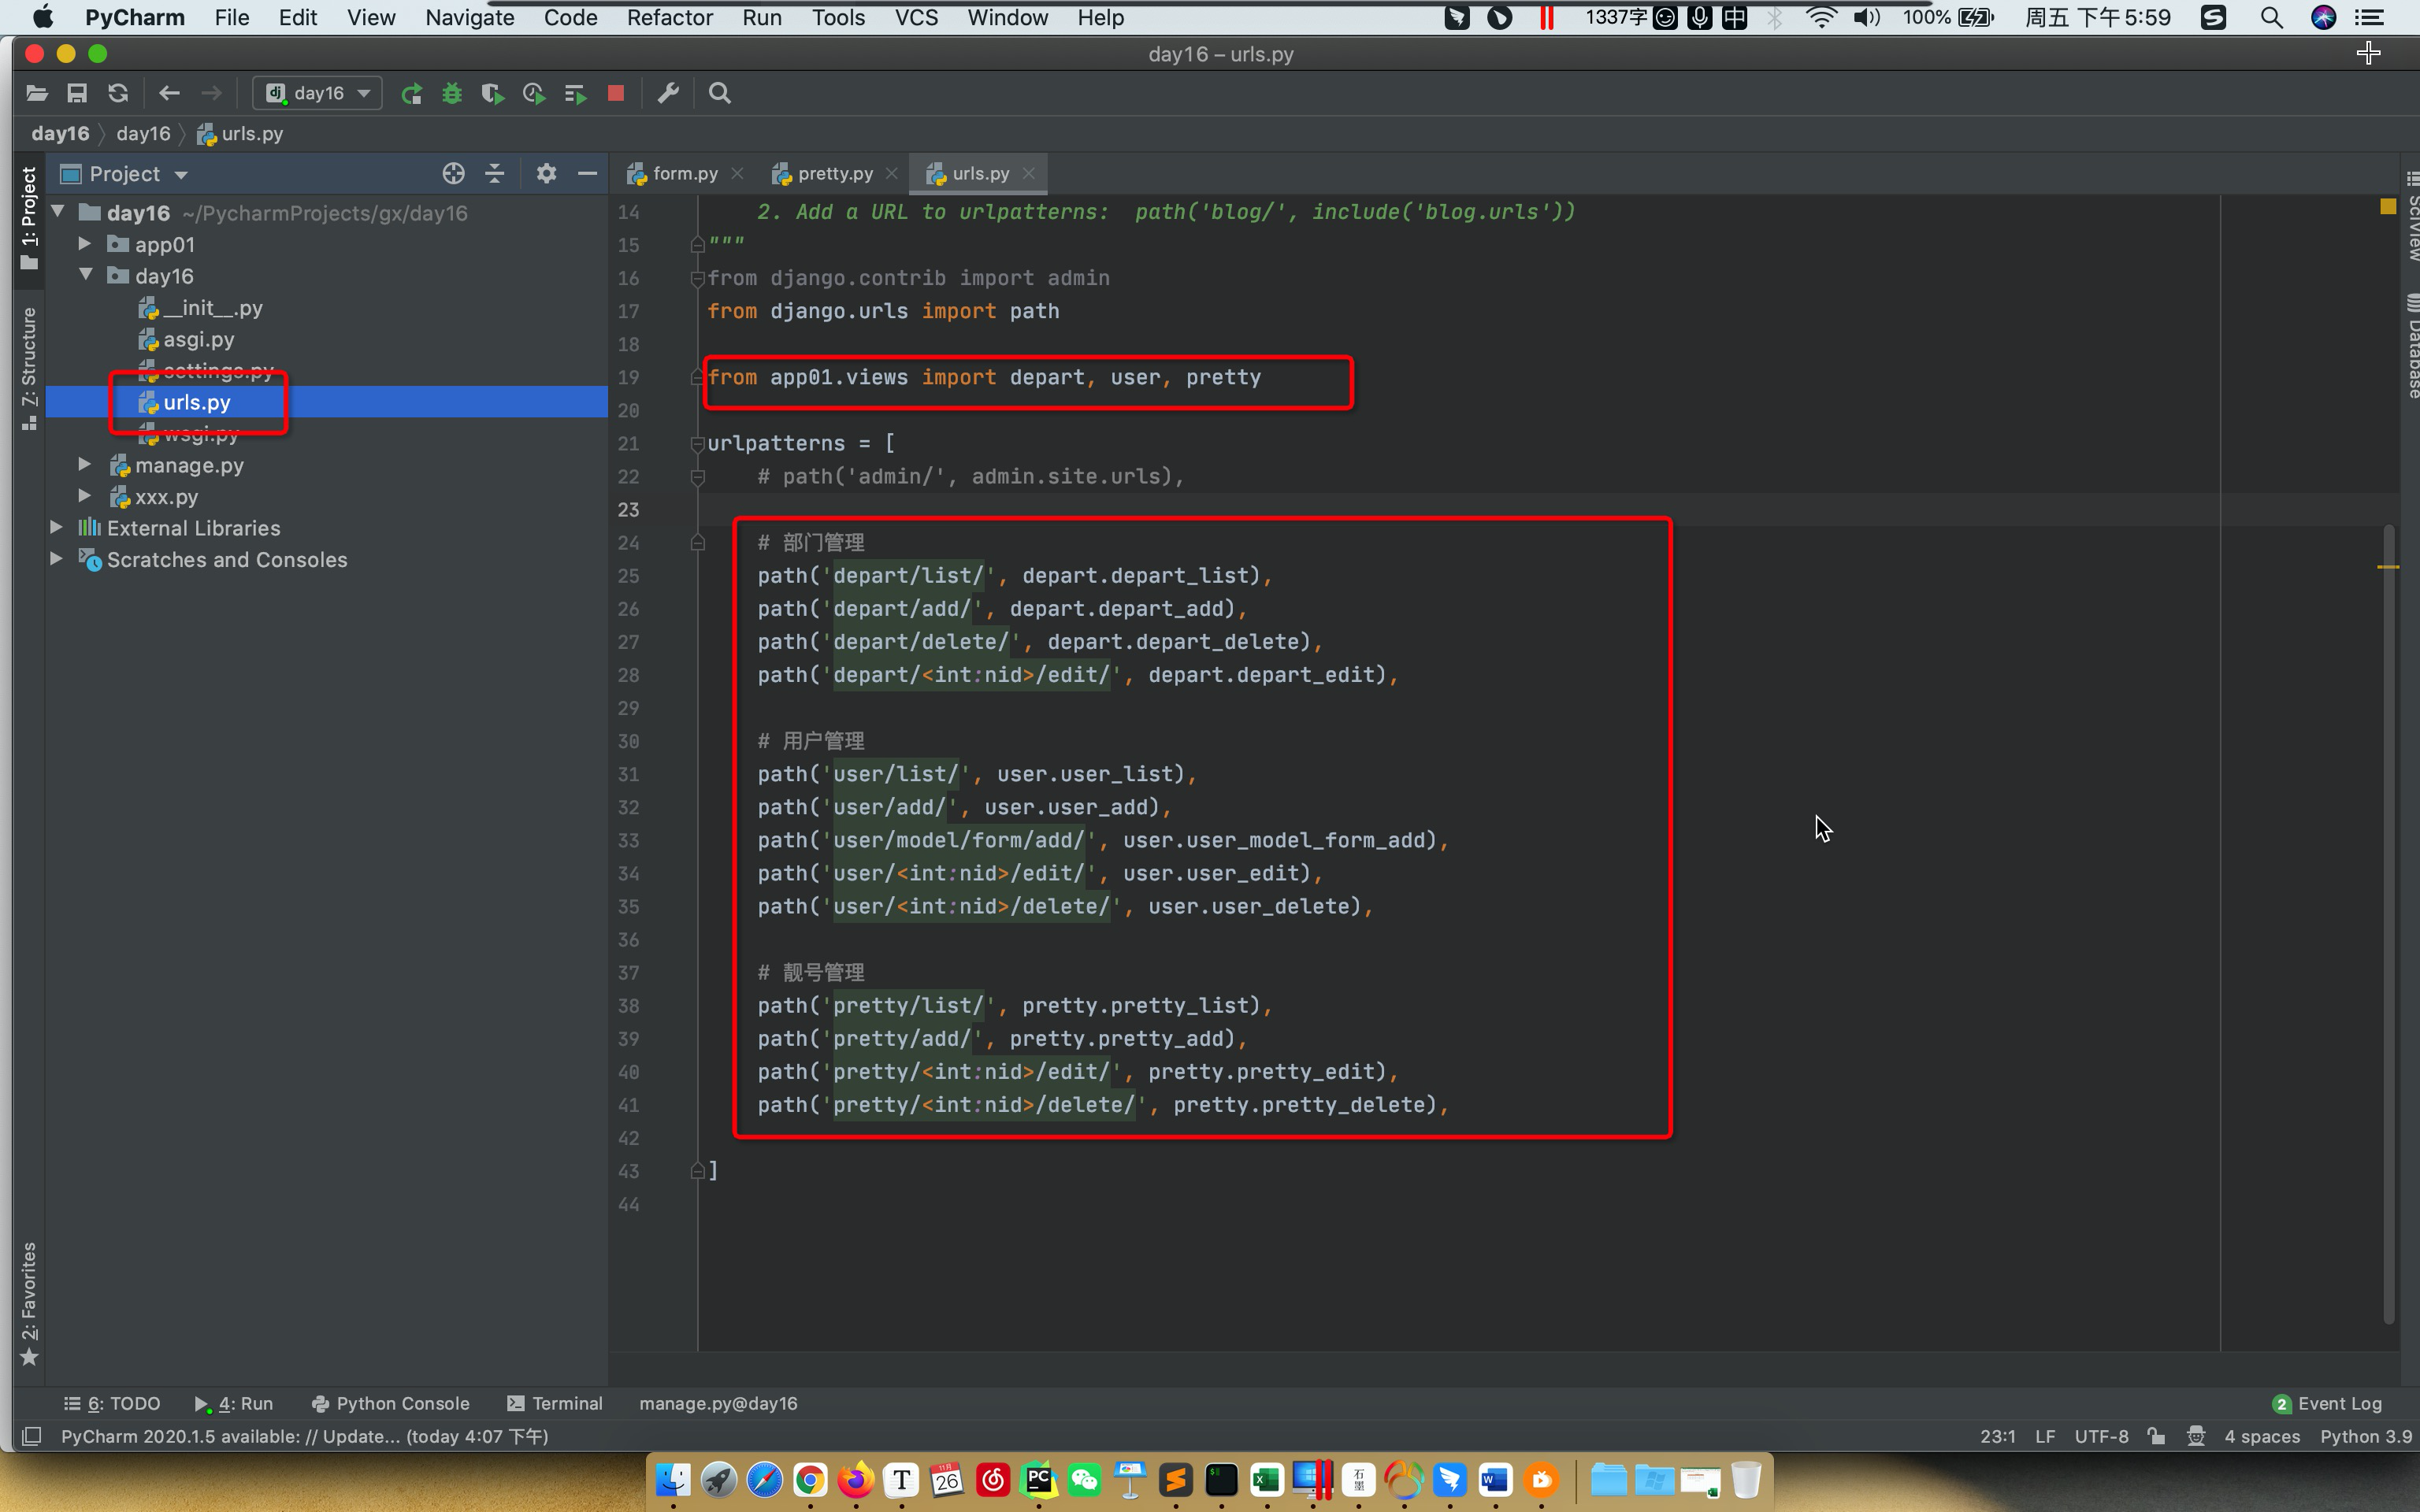 PyCharm File Edit View Navigate Code Refactor Run Tools VCS Window Help 1337字 中 100% 周五 下午5:59
day16 – urls.py
dj day16
day16 day16 urls.py
1: Project
7: Structure
2: Favorites
Project
day16 ~/PycharmProjects/gx/day16
app01
day16
__init__.py
asgi.py
settings.py
urls.py
wsgi.py
manage.py
xxx.py
External Libraries
Scratches and Consoles
form.py pretty.py urls.py
14 2. Add a URL to urlpatterns:  path('blog/', include('blog.urls'))
15 """
16 from django.contrib import admin
17 from django.urls import path
18
19 from app01.views import depart, user, pretty
20
21 urlpatterns = [
22 # path('admin/', admin.site.urls),
23
24 # 部门管理
25 path('depart/list/', depart.depart_list),
26 path('depart/add/', depart.depart_add),
27 path('depart/delete/', depart.depart_delete),
28 path('depart/<int:nid>/edit/', depart.depart_edit),
29
30 # 用户管理
31 path('user/list/', user.user_list),
32 path('user/add/', user.user_add),
33 path('user/model/form/add/', user.user_model_form_add),
34 path('user/<int:nid>/edit/', user.user_edit),
35 path('user/<int:nid>/delete/', user.user_delete),
36
37 # 靓号管理
38 path('pretty/list/', pretty.pretty_list),
39 path('pretty/add/', pretty.pretty_add),
40 path('pretty/<int:nid>/edit/', pretty.pretty_edit),
41 path('pretty/<int:nid>/delete/', pretty.pretty_delete),
42
43 ]
44
SciView
Database
6: TODO 4: Run Python Console Terminal manage.py@day16 2 Event Log
PyCharm 2020.1.5 available: // Update... (today 4:07 下午) 23:1 LF UTF-8 4 spaces Python 3.9
T 11月 26 PC 石墨 W